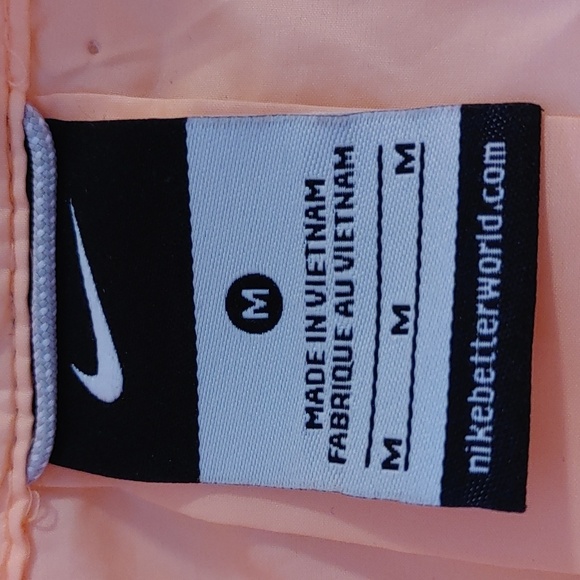 M
MADE IN VIETNAM
FABRIQUE AU VIETNAM
M M M
nikebetterworld.com